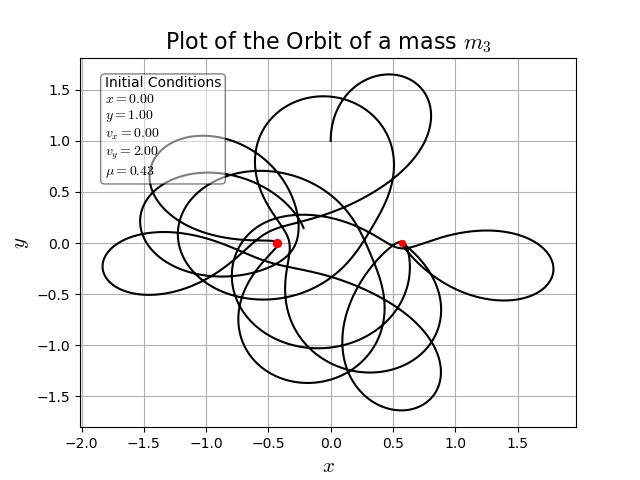 Plot of the Orbit of a mass m₃
Initial Conditions
x = 0.00
y = 1.00
vₓ = 0.00
v_y = 2.00
μ = 0.43
y
1.5
1.0
0.5
0.0
−0.5
−1.0
−1.5
−2.0 −1.5 −1.0 −0.5 0.0 0.5 1.0 1.5
x